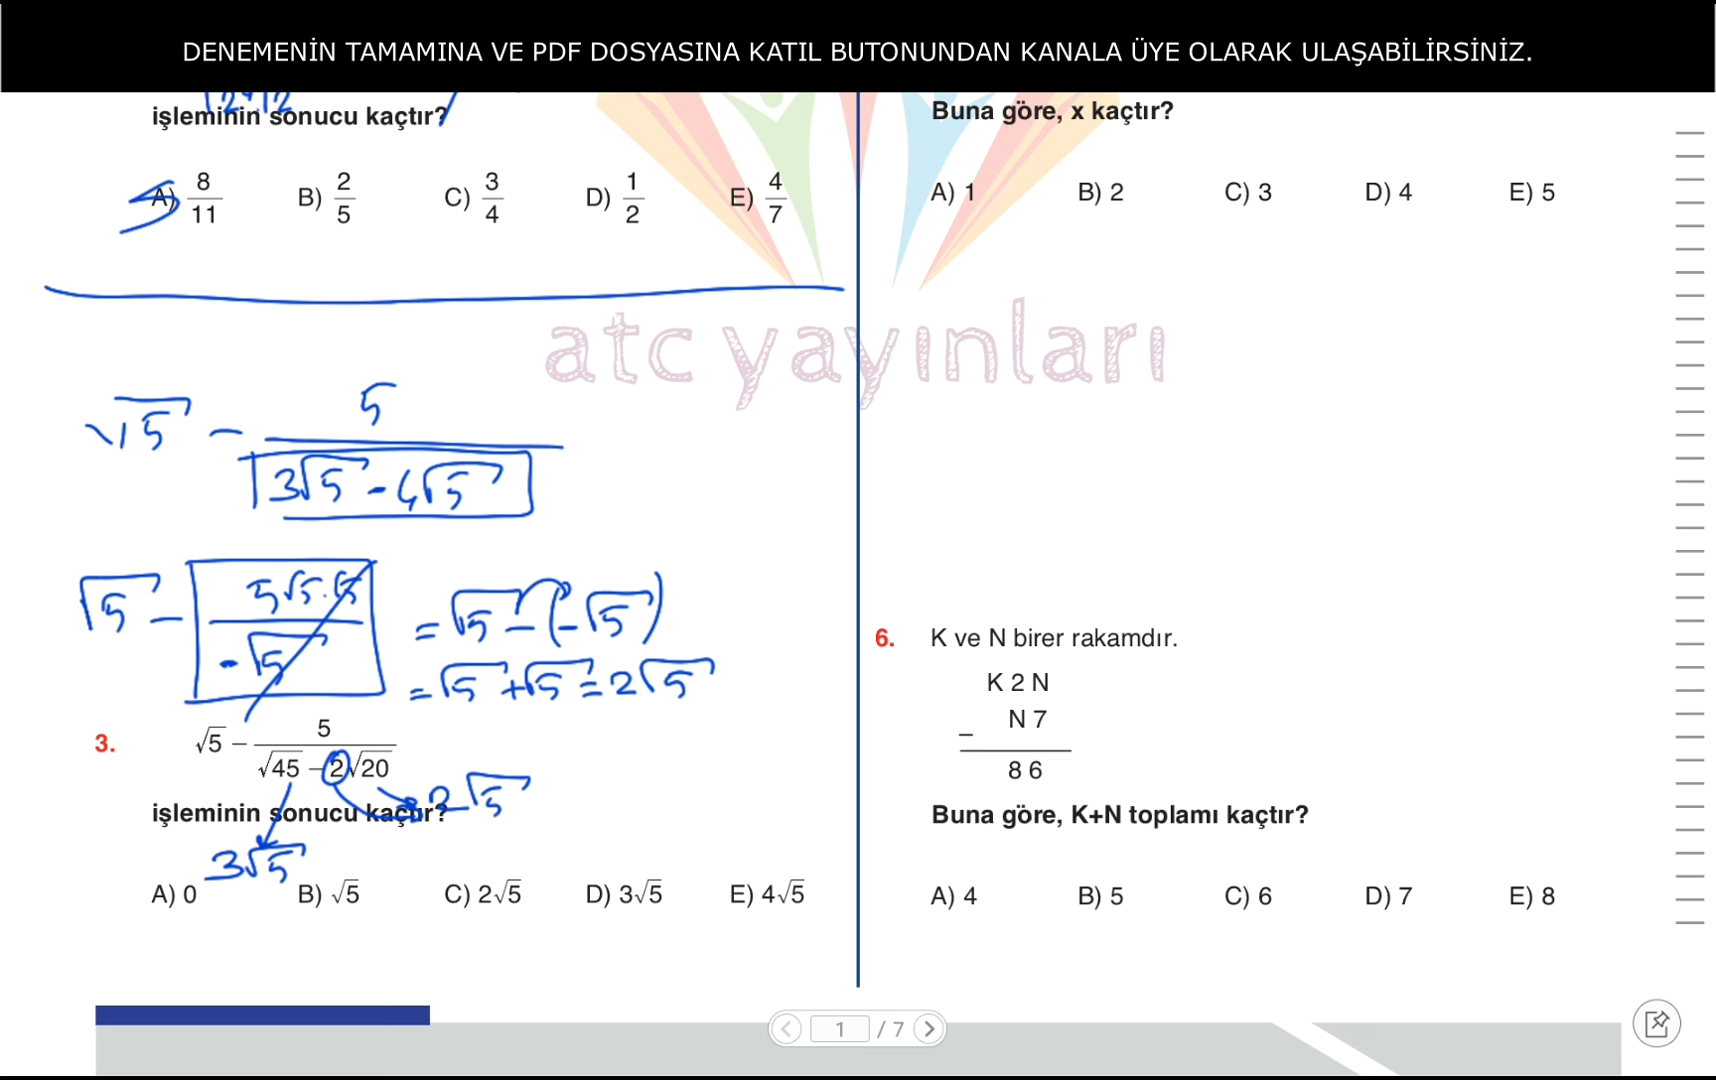 DENEMENİN TAMAMINA VE PDF DOSYASINA KATIL BUTONUNDAN KANALA ÜYE OLARAK ULAŞABİLİRSİNİZ.
işleminin sonucu kaçtır?
A) 8/11 B) 2/5 C) 3/4 D) 1/2 E) 4/7
√5 - 5/(3√5 - 4√5)
√5 - 5√5.√5/-√5 = √5 - (-√5)
= √5 + √5 = 2√5
3. √5 – 5/(√45 – 2√20)
2√5
işleminin sonucu kaçtır?
3√5
A) 0 B) √5 C) 2√5 D) 3√5 E) 4√5
Buna göre, x kaçtır?
A) 1 B) 2 C) 3 D) 4 E) 5
atc yayınları
6. K ve N birer rakamdır.
K 2 N
N 7
–
8 6
Buna göre, K+N toplamı kaçtır?
A) 4 B) 5 C) 6 D) 7 E) 8
1 / 7